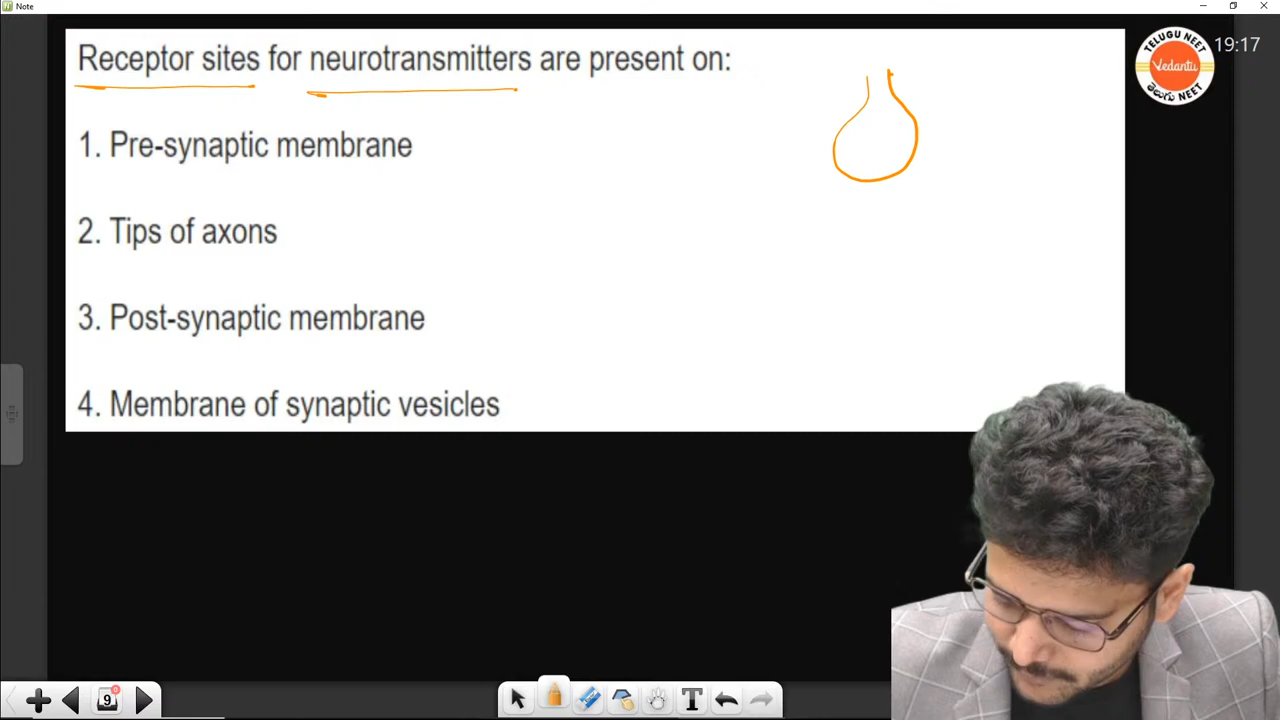 Note
Receptor sites for neurotransmitters are present on:
1. Pre-synaptic membrane
2. Tips of axons
3. Post-synaptic membrane
4. Membrane of synaptic vesicles
TELUGU NEET
Vedantu
తెలుగు NEET
19:17
9
0
T